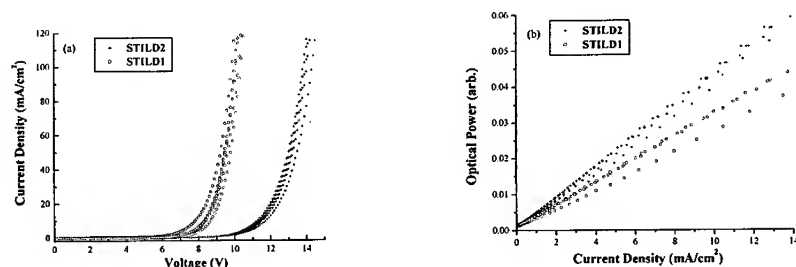 (a)
STILD2
STILD1
Current Density (mA/cm²)
120
100
80
60
40
20
0
0 2 4 6 8 10 12 14
Voltage (V)
(b)
STILD2
STILD1
Optical Power (arb.)
0.06
0.05
0.04
0.03
0.02
0.01
0.00
0 2 4 6 8 10 12 14
Current Density (mA/cm²)